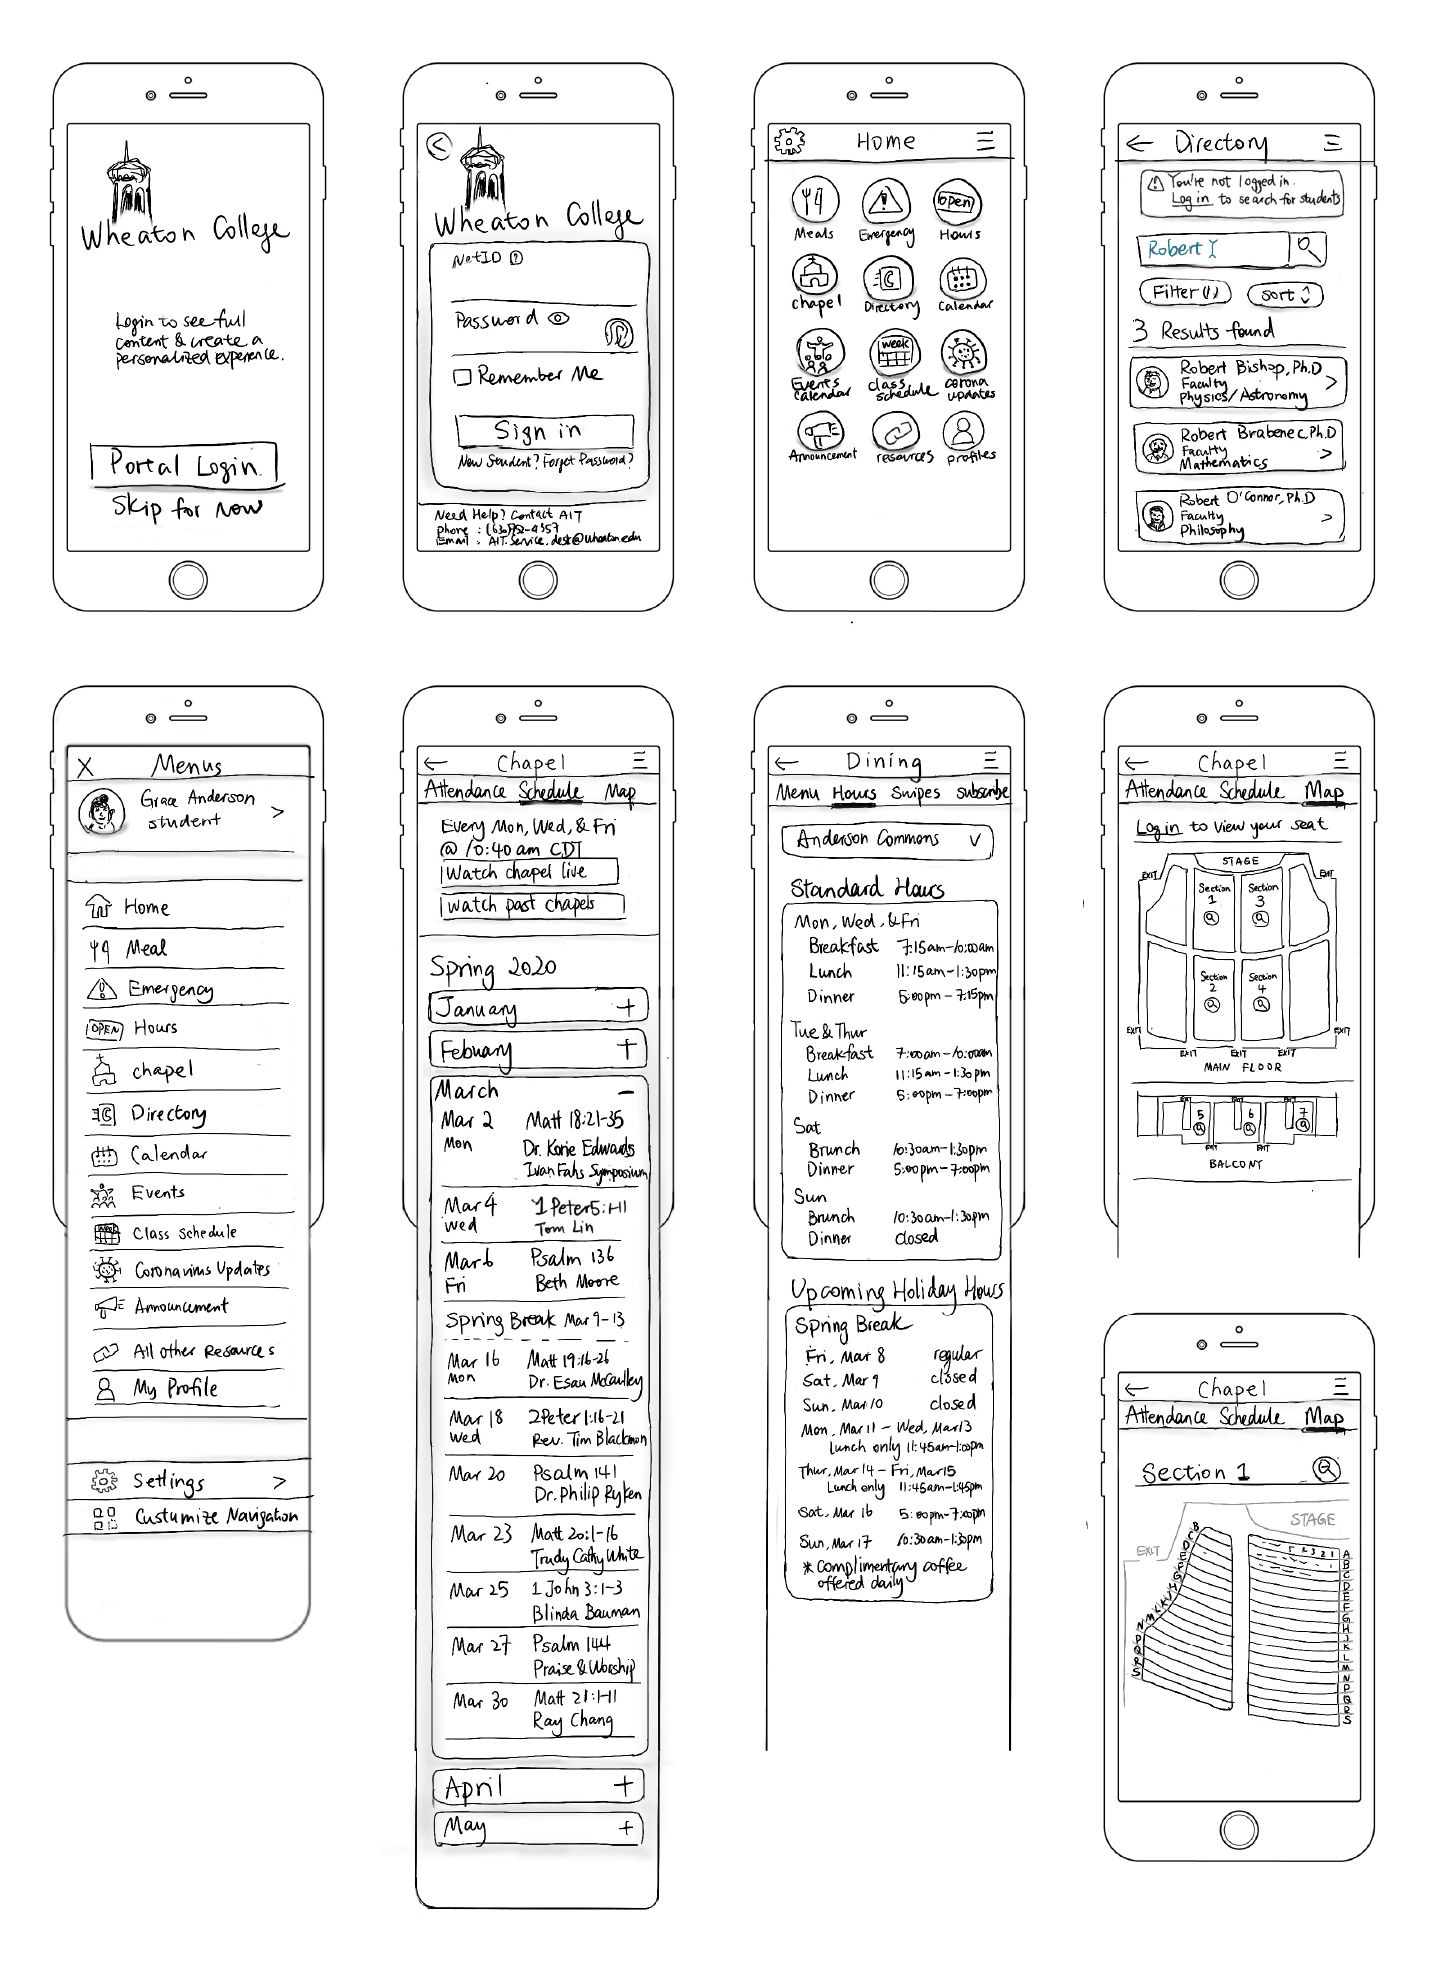 Wheaton College
Login to see full
content & create a
personalized experience.
Portal Login
Skip for now
<
Wheaton College
NetID ?
Password
Remember Me
Sign in
New Student? Forget Password?
Need Help? Contact AIT
Phone : (630)752-4357
Email : AIT.Service.desk@wheaton.edu
Home
Meals Emergency open Hours
chapel Directory Calendar
Events Calendar
week
class schedule
corona updates
Announcement resources profiles
← Directory
You're not logged in.
Log in to search for students
Robert
Filter (1) Sort
3 Results found
Robert Bishop, Ph.D
Faculty
Physics/Astronomy
Robert Brabenec, Ph.D
Faculty
Mathematics
Robert O'Connor, Ph.D
Faculty
Philosophy
X Menus
Grace Anderson
student
Home
Meal
Emergency
OPEN Hours
chapel
Directory
Calendar
Events
Class Schedule
Coronavirus Updates
Announcement
All other Resources
My Profile
Settings >
Custumize Navigation
← Chapel
Attendance Schedule Map
Every Mon, Wed, & Fri
@ 10:40 am CDT
Watch chapel live
watch past chapels
Spring 2020
January +
Febuary +
March –
Mar 2 Matt 18:21-35
Mon Dr. Korie Edwards
Ivan Fahs Symposium
Mar 4 1 Peter 5:1-11
Wed Tom Lin
Mar 6 Psalm 136
Fri Beth Moore
Spring Break Mar 9-13
Mar 16 Matt 19:16-26
Mon Dr. Esau McCaulley
Mar 18 2Peter 1:16-21
Wed Rev. Tim Blackmon
Mar 20 Psalm 141
Dr. Philip Ryken
Mar 23 Matt 20:1-16
Trudy Cathy White
Mar 25 1 John 3:1-3
Blinda Bauman
Mar 27 Psalm 144
Praise & Worship
Mar 30 Matt 21:1-11
Ray Chang
April +
May +
← Dining
Menu Hours Swipes subscribe
Anderson Commons
Standard Hours
Mon, Wed, & Fri
Breakfast 7:15am-10:00am
Lunch 11:15am-1:30pm
Dinner 5:00pm-7:15pm
Tue & Thur
Breakfast 7:00am-10:00am
Lunch 11:15am-1:30pm
Dinner 5:00pm-7:00pm
Sat
Brunch 10:30am-1:30pm
Dinner 5:00pm-7:00pm
Sun
Brunch 10:30am-1:30pm
Dinner closed
Upcoming Holiday Hours
Spring Break
Fri, Mar 8 regular
Sat, Mar 9 closed
Sun, Mar 10 closed
Mon, Mar 11 – Wed, Mar 13
Lunch only 11:45am-1:00pm
Thur, Mar 14 – Fri, Mar 15
Lunch only 11:45am-1:45pm
Sat, Mar 16 5:00pm-7:00pm
Sun, Mar 17 10:30am-1:30pm
* Complimentary coffee
offered daily
← Chapel
Attendance Schedule Map
Log in to view your seat
STAGE
EXIT EXIT
Section 1
Section 3
Section 2
Section 4
EXIT EXIT
EXIT EXIT EXIT
MAIN FLOOR
EXIT EXIT
5 6 7
EXIT EXIT
BALCONY
← Chapel
Attendance Schedule Map
Section 1
STAGE
EXIT
5 4 3 2 1
A
B
C
D
E
F
G
H
J
K
L
M
N
P
Q
R
S